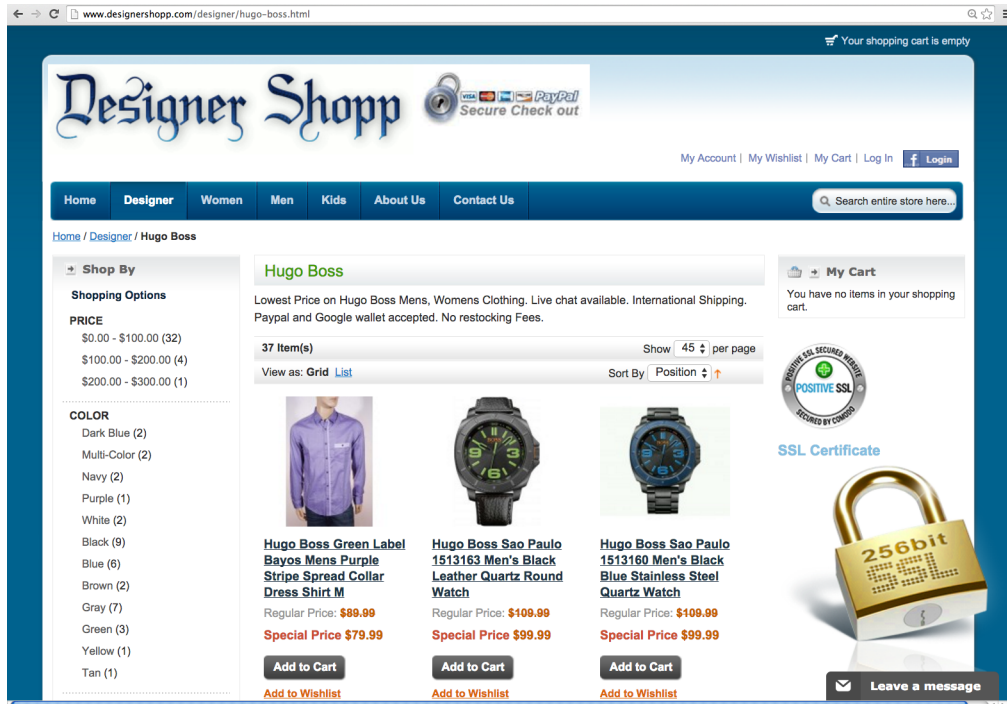 www.designershopp.com/designer/hugo-boss.html
Your shopping cart is empty
Designer Shopp
VISA
PayPal
Secure Check out
My Account | My Wishlist | My Cart | Log In
f Login
Home Designer Women Men Kids About Us Contact Us
Search entire store here...
Home / Designer / Hugo Boss
Shop By
Shopping Options
PRICE
$0.00 - $100.00 (32)
$100.00 - $200.00 (4)
$200.00 - $300.00 (1)
COLOR
Dark Blue (2)
Multi-Color (2)
Navy (2)
Purple (1)
White (2)
Black (9)
Blue (6)
Brown (2)
Gray (7)
Green (3)
Yellow (1)
Tan (1)
Hugo Boss
Lowest Price on Hugo Boss Mens, Womens Clothing. Live chat available. International Shipping.
Paypal and Google wallet accepted. No restocking Fees.
37 Item(s)
Show 45 per page
View as: Grid List
Sort By Position
Hugo Boss Green Label
Bayos Mens Purple
Stripe Spread Collar
Dress Shirt M
Regular Price: $89.99
Special Price $79.99
Add to Cart
Add to Wishlist
Hugo Boss Sao Paulo
1513163 Men's Black
Leather Quartz Round
Watch
Regular Price: $109.99
Special Price $99.99
Add to Cart
Add to Wishlist
Hugo Boss Sao Paulo
1513160 Men's Black
Blue Stainless Steel
Quartz Watch
Regular Price: $109.99
Special Price $99.99
Add to Cart
Add to Wishlist
My Cart
You have no items in your shopping
cart.
POSITIVE SSL SECURED WEBSITE
POSITIVE SSL
SECURED BY COMODO
SSL Certificate
256bit
SSL
Leave a message